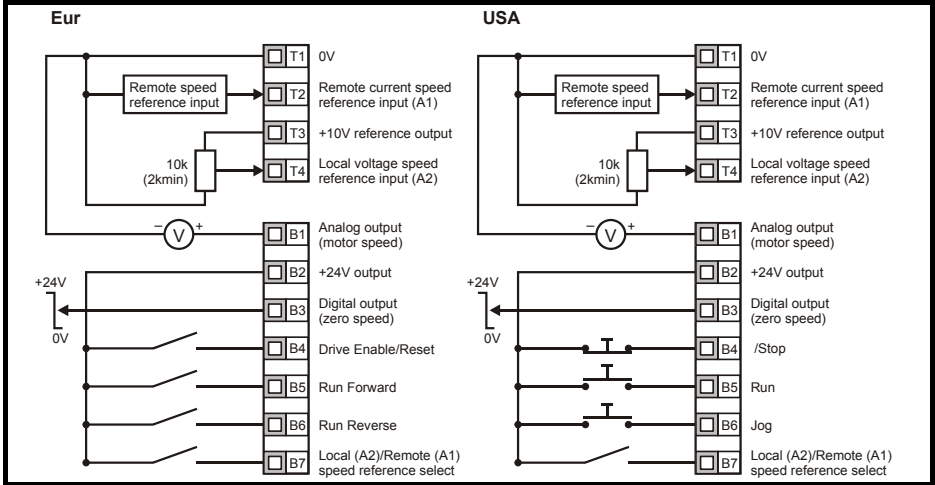 Eur
T1 0V
Remote speed
reference input
T2 Remote current speed
reference input (A1)
T3 +10V reference output
10k
(2kmin)
T4 Local voltage speed
reference input (A2)
− V +
B1 Analog output
(motor speed)
B2 +24V output
+24V
0V
B3 Digital output
(zero speed)
B4 Drive Enable/Reset
B5 Run Forward
B6 Run Reverse
B7 Local (A2)/Remote (A1)
speed reference select
USA
T1 0V
Remote speed
reference input
T2 Remote current speed
reference input (A1)
T3 +10V reference output
10k
(2kmin)
T4 Local voltage speed
reference input (A2)
− V +
B1 Analog output
(motor speed)
B2 +24V output
+24V
0V
B3 Digital output
(zero speed)
B4 /Stop
B5 Run
B6 Jog
B7 Local (A2)/Remote (A1)
speed reference select